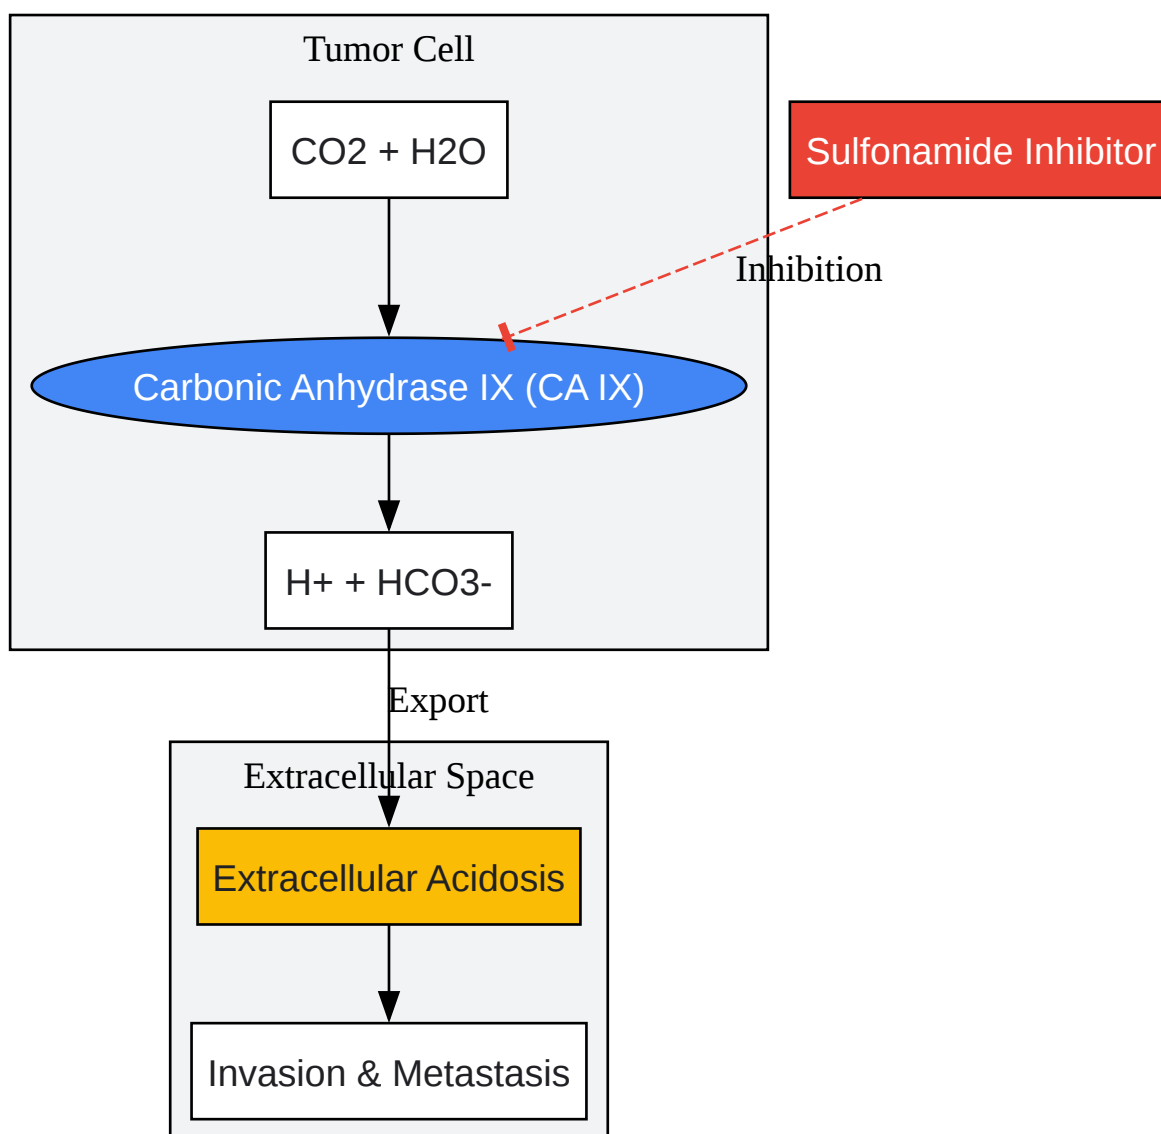 Tumor Cell
CO2 + H2O
Sulfonamide Inhibitor
Inhibition
Carbonic Anhydrase IX (CA IX)
H+ + HCO3-
Export
Extracellular Space
Extracellular Acidosis
Invasion & Metastasis